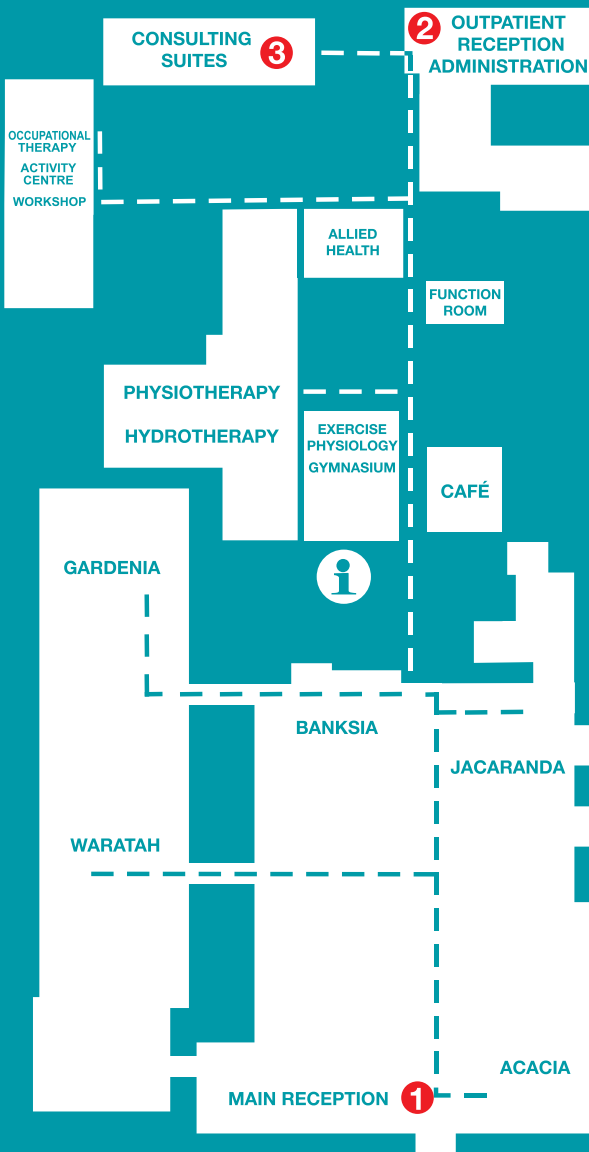 2 OUTPATIENT
RECEPTION
ADMINISTRATION
CONSULTING
SUITES 3
OCCUPATIONAL
THERAPY
ACTIVITY
CENTRE
WORKSHOP
ALLIED
HEALTH
FUNCTION
ROOM
PHYSIOTHERAPY
HYDROTHERAPY
EXERCISE
PHYSIOLOGY
GYMNASIUM
CAFÉ
i
GARDENIA
BANKSIA
JACARANDA
WARATAH
ACACIA
MAIN RECEPTION 1